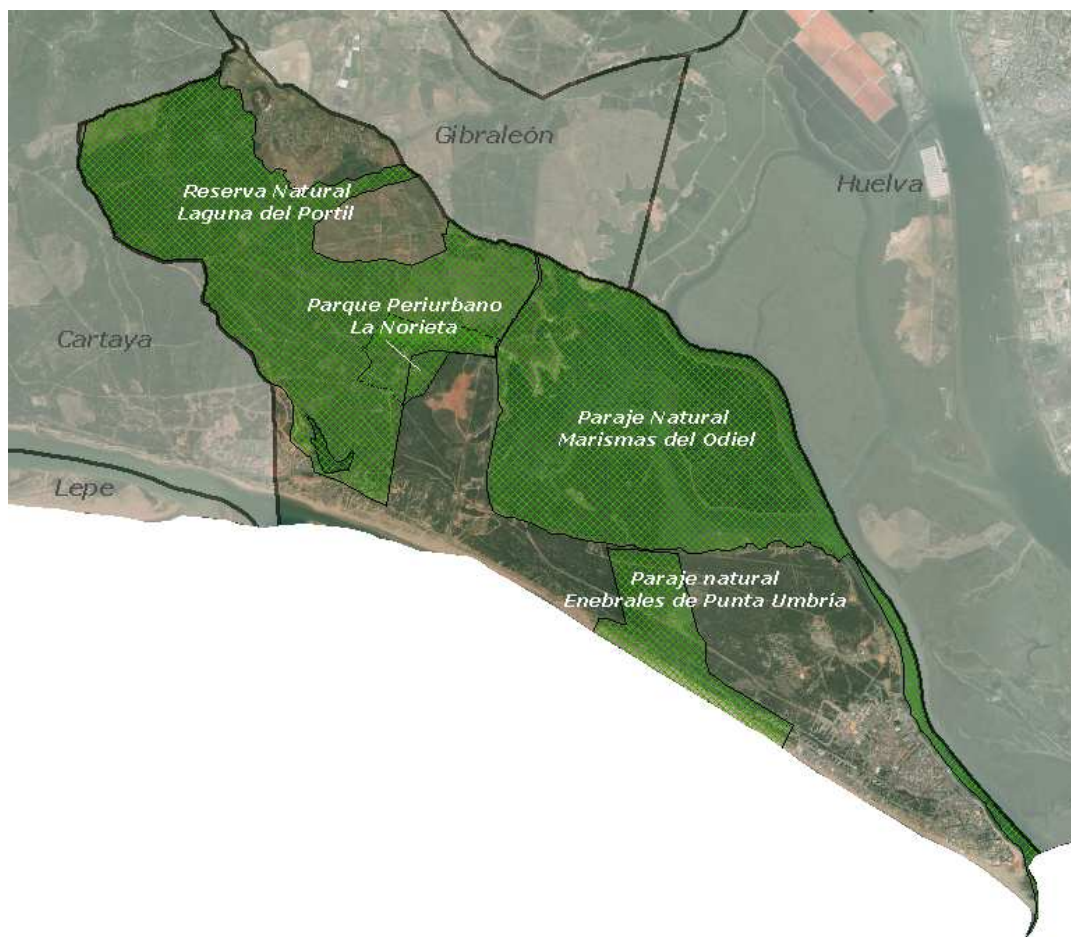 Gibraleón
Huelva
Reserva Natural
Laguna del Portil
Parque Periurbano
La Norieta
Cartaya
Paraje Natural
Marismas del Odiel
Lepe
Paraje natural
Enebrales de Punta Umbría